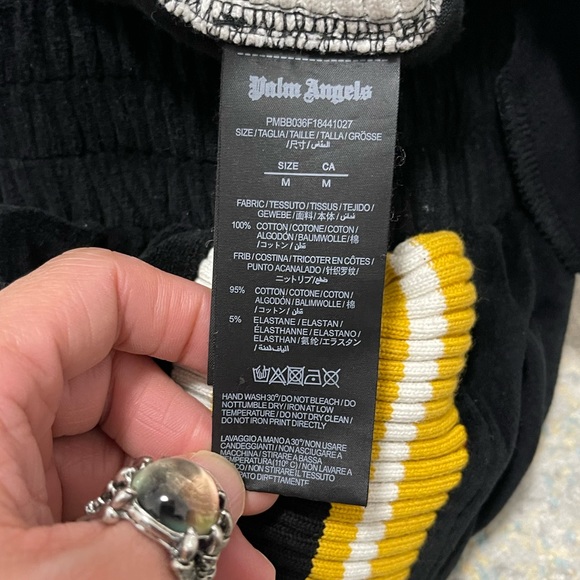 Palm Angels
PMBB036F18441027
SIZE / TAGLIA / TAILLE / TALLA / GRÖSSE
/ 尺寸 / المقاس /
SIZE CA
M M
FABRIC / TESSUTO / TISSUS / TEJIDO /
GEWEBE / 面料 / 本体 / قماش /
100% COTTON / COTONE / COTON /
ALGODÓN / BAUMWOLLE / 棉
/ コットン / قطن /
FRIB / COSTINA / TRICOTER EN CÔTES /
PUNTO ACANALADO / 针织罗纹 /
ニットリブ / ضلع /
95% COTTON / COTONE / COTON /
ALGODÓN / BAUMWOLLE / 棉
/ コットン / قطن /
5% ELASTANE / ELASTAN /
ÉLASTHANNE / ELASTANO /
ELASTHAN / 氨纶 / エラスタン
HAND WASH 30°/ DO NOT BLEACH / DO
NOT TUMBLE DRY / IRON AT LOW
TEMPERATURE / DO NOT DRY CLEAN /
DO NOT IRON PRINT DIRECTLY
LAVAGGIO A MANO A 30°/ NON USARE
CANDEGGIANTI / NON ASCIUGARE A
MACCHINA / STIRARE A BASSA
TEMPERATURA (110° C) / NON LAVARE
SECCO / NON STIRARE IL TESSUTO
DIRETTAMENTE